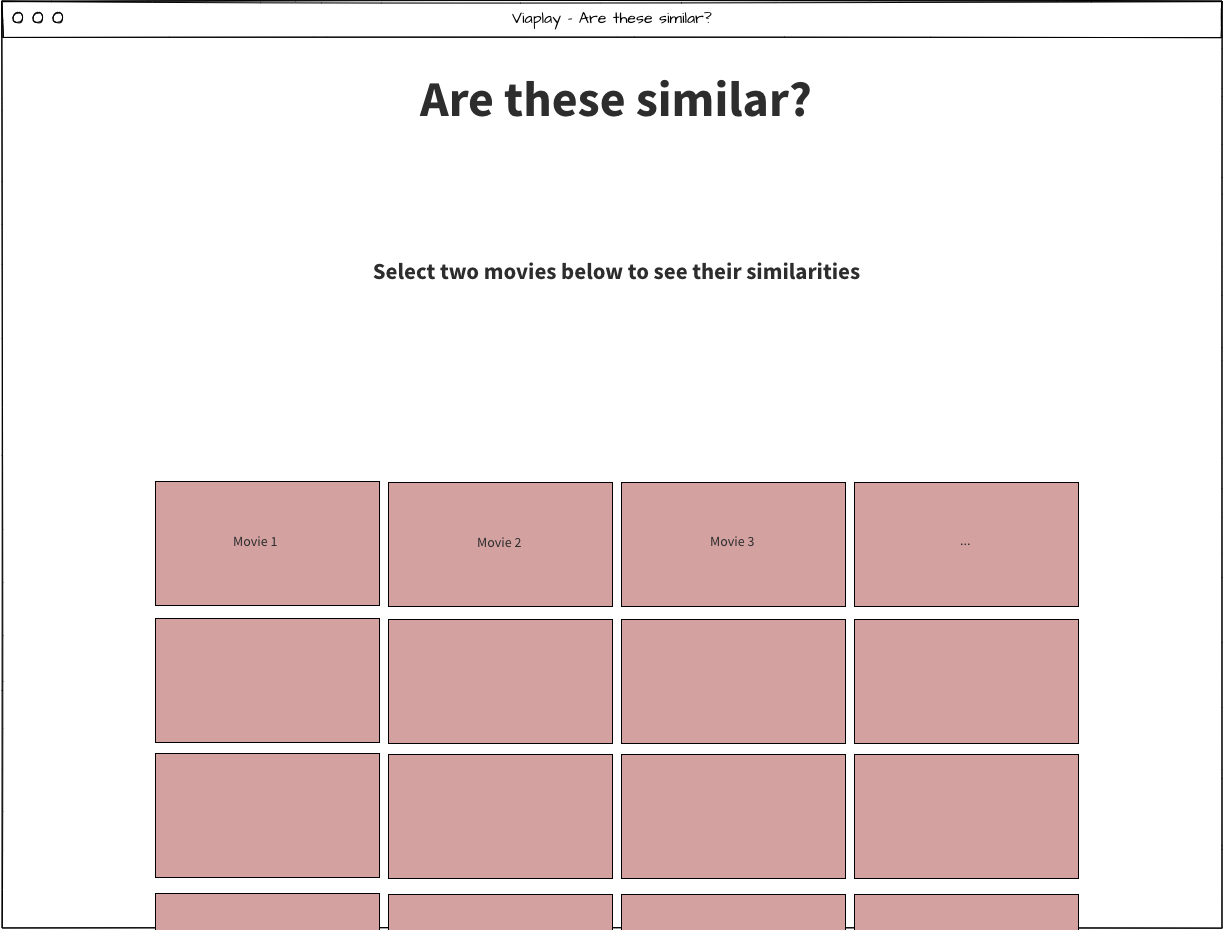 Viaplay - Are these similar?
Are these similar?
Select two movies below to see their similarities
Movie 1
Movie 2
Movie 3
...